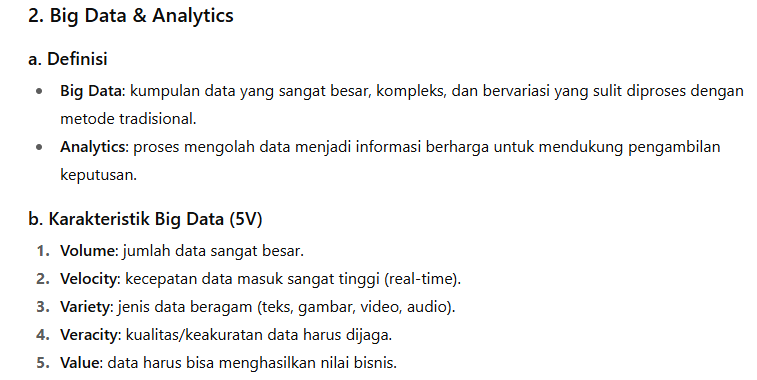 2. Big Data & Analytics
a. Definisi
• Big Data: kumpulan data yang sangat besar, kompleks, dan bervariasi yang sulit diproses dengan
metode tradisional.
• Analytics: proses mengolah data menjadi informasi berharga untuk mendukung pengambilan
keputusan.
b. Karakteristik Big Data (5V)
1. Volume: jumlah data sangat besar.
2. Velocity: kecepatan data masuk sangat tinggi (real-time).
3. Variety: jenis data beragam (teks, gambar, video, audio).
4. Veracity: kualitas/keakuratan data harus dijaga.
5. Value: data harus bisa menghasilkan nilai bisnis.